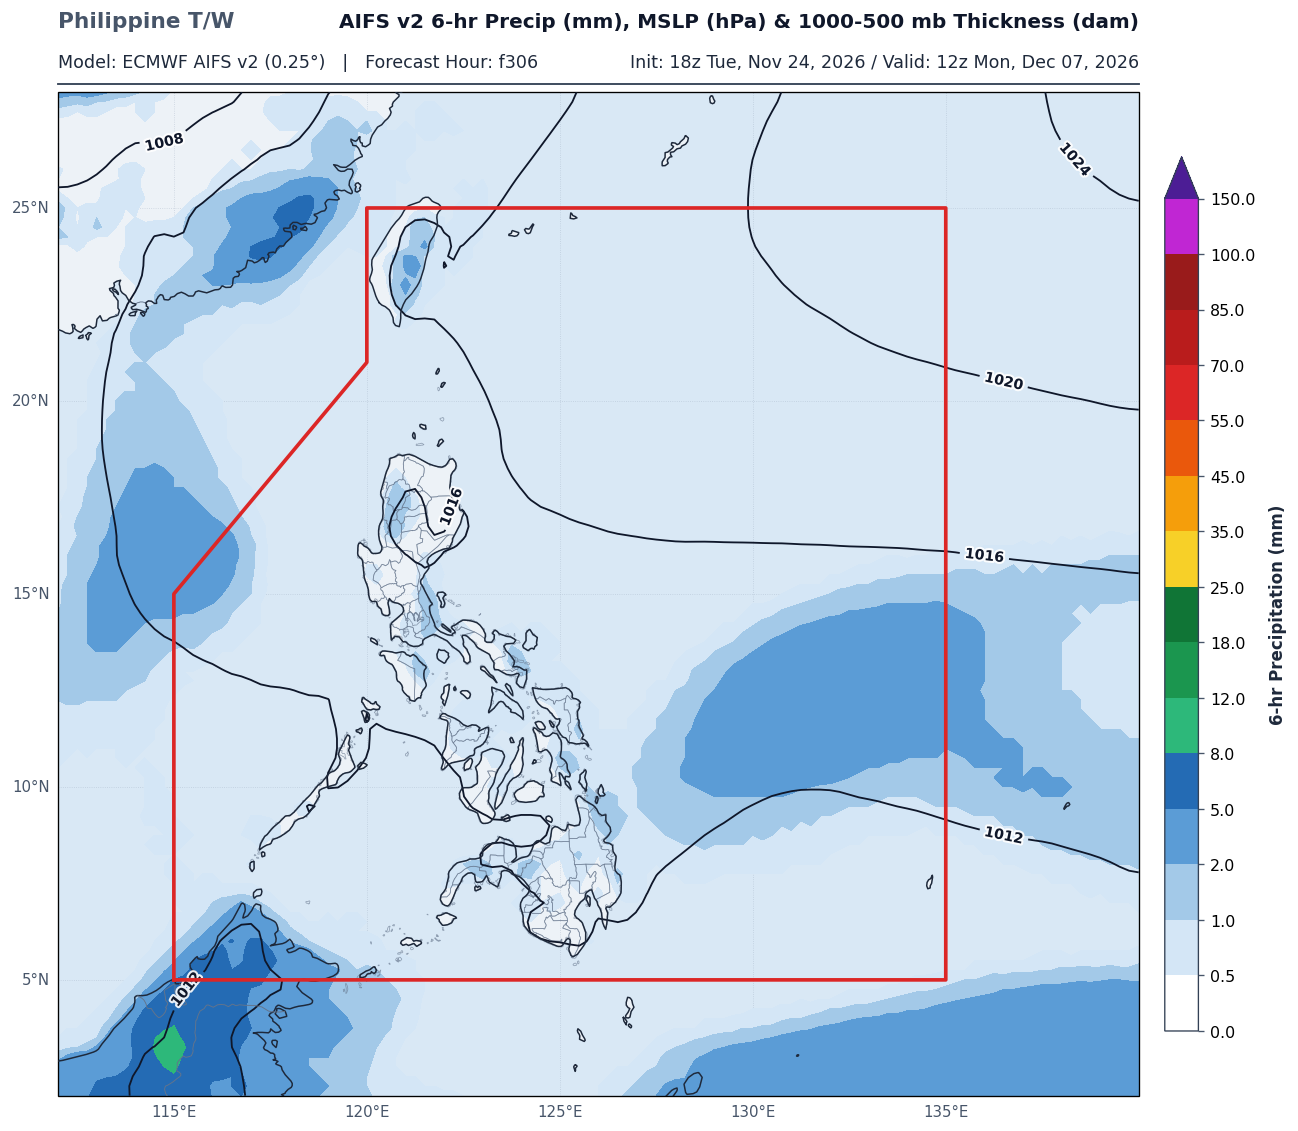 Philippine T/W
AIFS v2 6-hr Precip (mm), MSLP (hPa) & 1000-500 mb Thickness (dam)
Model: ECMWF AIFS v2 (0.25°) | Forecast Hour: f306
Init: 18z Tue, Nov 24, 2026 / Valid: 12z Mon, Dec 07, 2026
1008
1024
25°N
1020
20°N
1016
1016
15°N
10°N
1012
5°N
1012
115°E
120°E
125°E
130°E
135°E
150.0
100.0
85.0
70.0
55.0
45.0
35.0
25.0
18.0
12.0
8.0
5.0
2.0
1.0
0.5
0.0
6-hr Precipitation (mm)